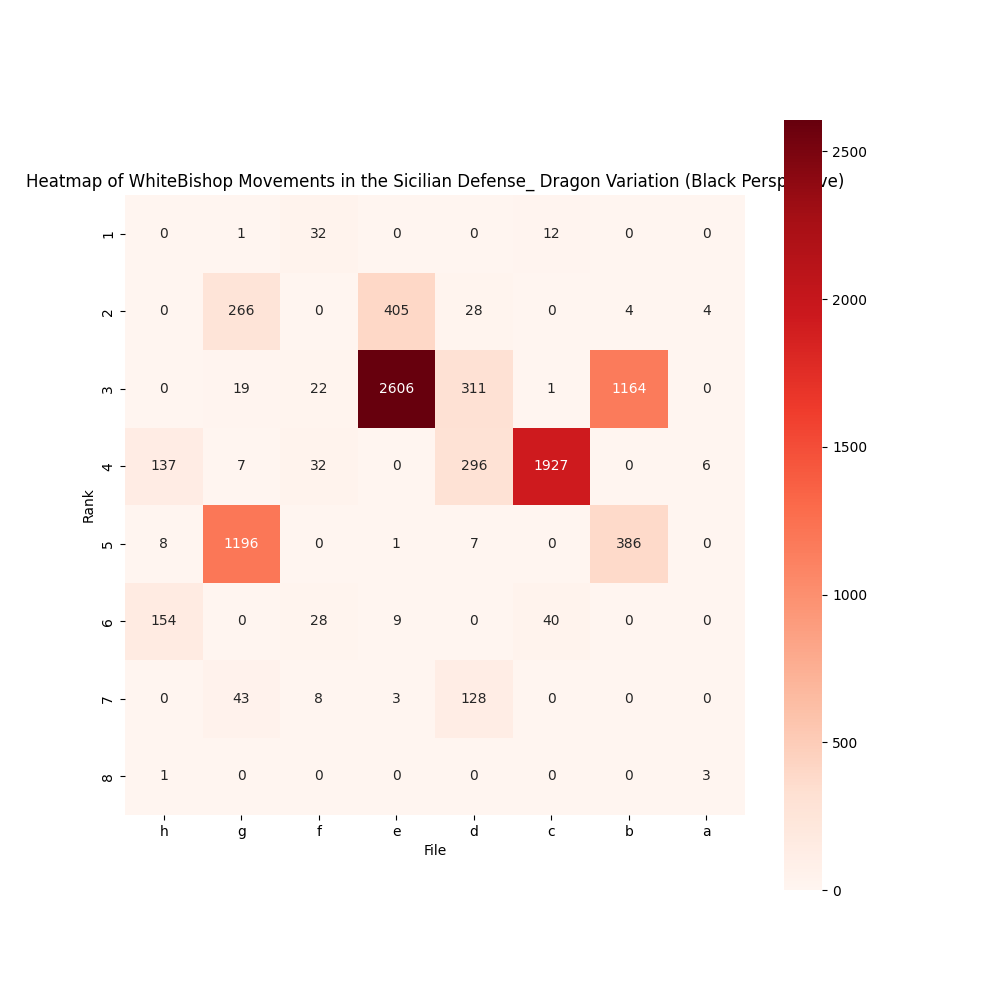 Heatmap of WhiteBishop Movements in the Sicilian Defense_ Dragon Variation (Black Perspective)
1 0 1 32 0 0 12 0 0
2 0 266 0 405 28 0 4 4
3 0 19 22 2606 311 1 1164 0
4 137 7 32 0 296 1927 0 6
5 8 1196 0 1 7 0 386 0
6 154 0 28 9 0 40 0 0
7 0 43 8 3 128 0 0 0
8 1 0 0 0 0 0 0 3
h g f e d c b a
Rank
File
2500
2000
1500
1000
500
0